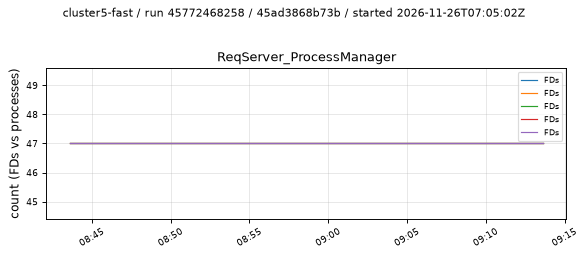 cluster5-fast / run 45772468258 / 45ad3868b73b / started 2026-11-26T07:05:02Z
ReqServer_ProcessManager
count (FDs vs processes)
49
48
47
46
45
FDs
FDs
FDs
FDs
FDs
08:45
08:50
08:55
09:00
09:05
09:10
09:15